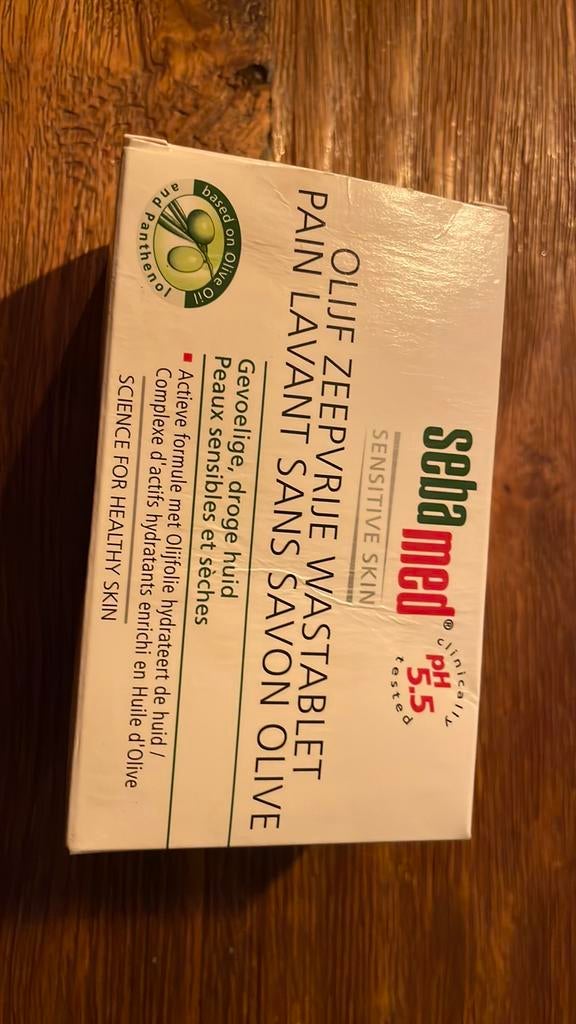 sebamed®
clinically
pH
5.5
tested
SENSITIVE SKIN
OLIJF ZEEPVRIJE WASTABLET
PAIN LAVANT SANS SAVON OLIVE
Gevoelige, droge huid
Peaux sensibles et sèches
Actieve formule met Olijfolie hydrateert de huid /
Complexe d'actifs hydratants enrichi en Huile d'Olive
SCIENCE FOR HEALTHY SKIN
based on Olive Oil
and Panthenol